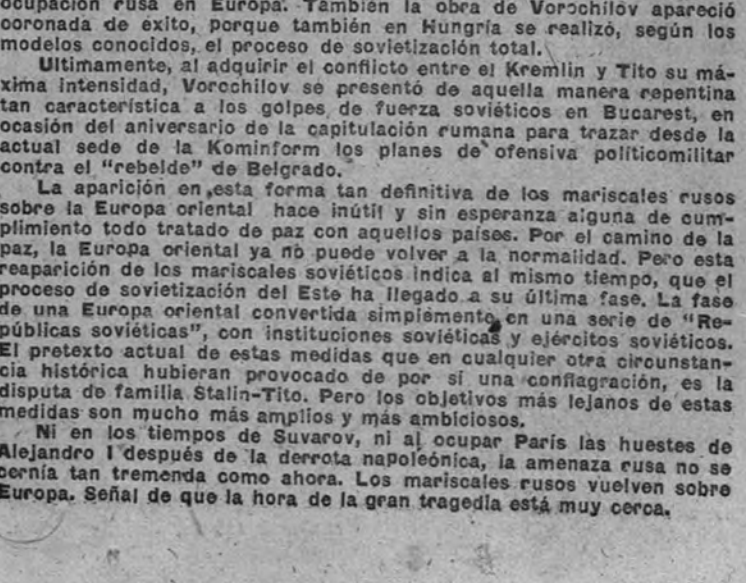 ocupación rusa en Europa. También la obra de Vorochilov apareció
coronada de éxito, porque también en Hungría se realizó, según los
modelos conocidos, el proceso de sovietización total.
Ultimamente, al adquirir el conflicto entre el Kremlin y Tito su má-
xima intensidad, Vorochilov se presentó de aquella manera repentina
tan característica a los golpes de fuerza soviéticos en Bucarest, en
ocasión del aniversario de la capitulación rumana para trazar desde la
actual sede de la Kominform los planes de ofensiva políticomilitar
contra el "rebelde" de Belgrado.
La aparición en esta forma tan definitiva de los mariscales rusos
sobre la Europa oriental hace inútil y sin esperanza alguna de cum-
plimiento todo tratado de paz con aquellos países. Por el camino de la
paz, la Europa oriental ya no puede volver a la normalidad. Pero esta
reaparición de los mariscales soviéticos indica al mismo tiempo, que el
proceso de sovietización del Este ha llegado a su última fase. La fase
de una Europa oriental convertida simplemente en una serie de "Re-
públicas soviéticas", con instituciones soviéticas y ejércitos soviéticos.
El pretexto actual de estas medidas que en cualquier otra circunstan-
cia histórica hubieran provocado de por sí una conflagración, es la
disputa de familia Stalin-Tito. Pero los objetivos más lejanos de estas
medidas son mucho más amplios y más ambiciosos.
Ni en los tiempos de Suvarov, ni al ocupar París las huestes de
Alejandro I después de la derrota napoleónica, la amenaza rusa no se
cernía tan tremenda como ahora. Los mariscales rusos vuelven sobre
Europa. Señal de que la hora de la gran tragedia está muy cerca.